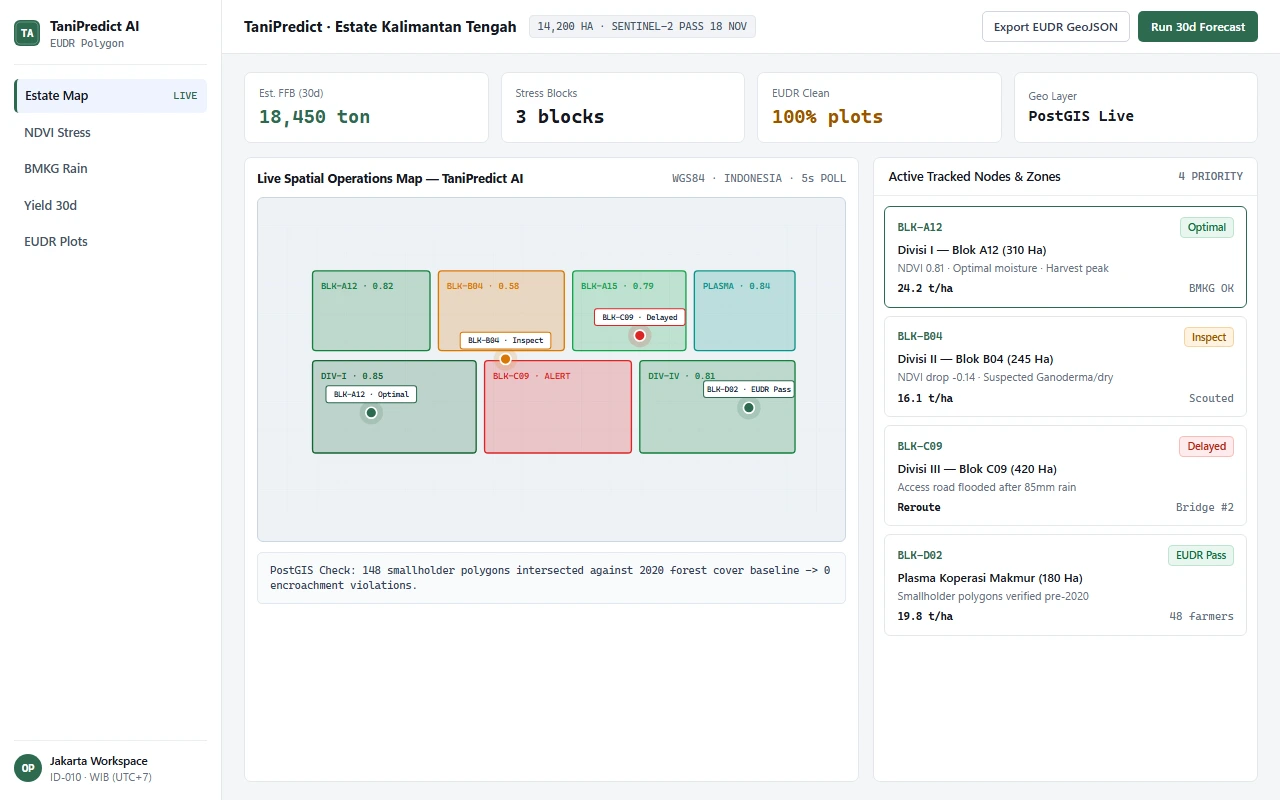 TA
TaniPredict AI
EUDR Polygon
Estate Map LIVE
NDVI Stress
BMKG Rain
Yield 30d
EUDR Plots
OP
Jakarta Workspace
ID-010 · WIB (UTC+7)
TaniPredict · Estate Kalimantan Tengah
14,200 HA · SENTINEL-2 PASS 18 NOV
Export EUDR GeoJSON
Run 30d Forecast
Est. FFB (30d)
18,450 ton
Stress Blocks
3 blocks
EUDR Clean
100% plots
Geo Layer
PostGIS Live
Live Spatial Operations Map — TaniPredict AI
WGS84 · INDONESIA · 5s POLL
BLK-A12 · 0.82
BLK-B04 · 0.58
BLK-A15 · 0.79
PLASMA · 0.84
BLK-C09 · Delayed
BLK-B04 · Inspect
DIV-I · 0.85
BLK-C09 · ALERT
DIV-IV · 0.81
BLK-A12 · Optimal
BLK-D02 · EUDR Pass
PostGIS Check: 148 smallholder polygons intersected against 2020 forest cover baseline -> 0
encroachment violations.
Active Tracked Nodes & Zones
4 PRIORITY
BLK-A12
Optimal
Divisi I — Blok A12 (310 Ha)
NDVI 0.81 · Optimal moisture · Harvest peak
24.2 t/ha
BMKG OK
BLK-B04
Inspect
Divisi II — Blok B04 (245 Ha)
NDVI drop -0.14 · Suspected Ganoderma/dry
16.1 t/ha
Scouted
BLK-C09
Delayed
Divisi III — Blok C09 (420 Ha)
Access road flooded after 85mm rain
Reroute
Bridge #2
BLK-D02
EUDR Pass
Plasma Koperasi Makmur (180 Ha)
Smallholder polygons verified pre-2020
19.8 t/ha
48 farmers